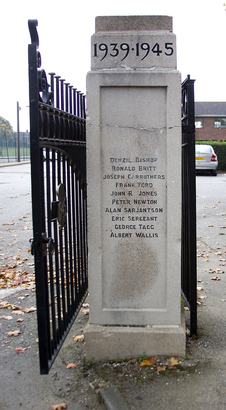 1939-1945
DENZIL BISHOP
RONALD BRITT
JOSEPH E. BROTHERS
FRANK FORD
JOHN R. JONES
PETER NEWTON
ALAN SARJANTSON
ERIC SERGEANT
GEORGE TAGG
ALBERT WALLIS